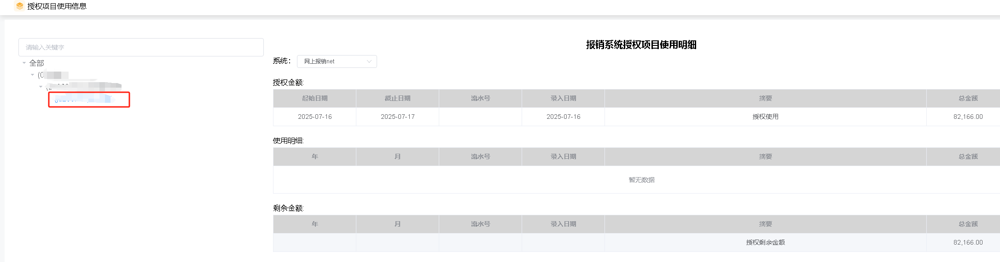 授权项目使用信息
请输入关键字
全部
(0
报销系统授权项目使用明细
系统： 网上报销net
授权金额:
起始日期 截止日期 流水号 录入日期 摘要 总金额
2025-07-16 2025-07-17 2025-07-16 授权使用 82,166.00
使用明细:
年 月 流水号 录入日期 摘要 总金额
暂无数据
剩余金额:
年 月 流水号 录入日期 摘要 总金额
授权剩余金额 82,166.00